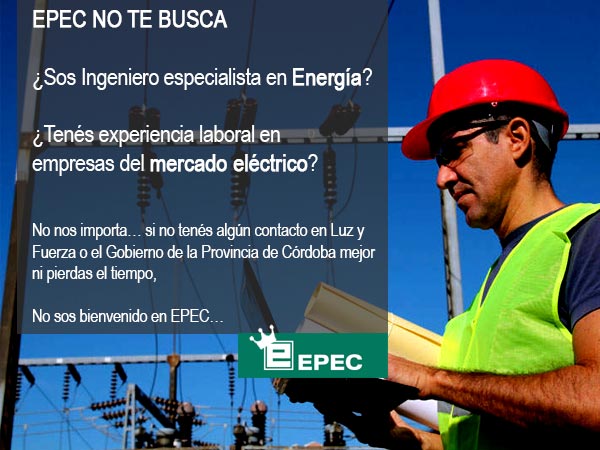 EPEC NO TE BUSCA
¿Sos Ingeniero especialista en Energía?
¿Tenés experiencia laboral en
empresas del mercado eléctrico?
No nos importa… si no tenés algún contacto en Luz y
Fuerza o el Gobierno de la Provincia de Córdoba mejor
ni pierdas el tiempo,
No sos bienvenido en EPEC…
e EPEC